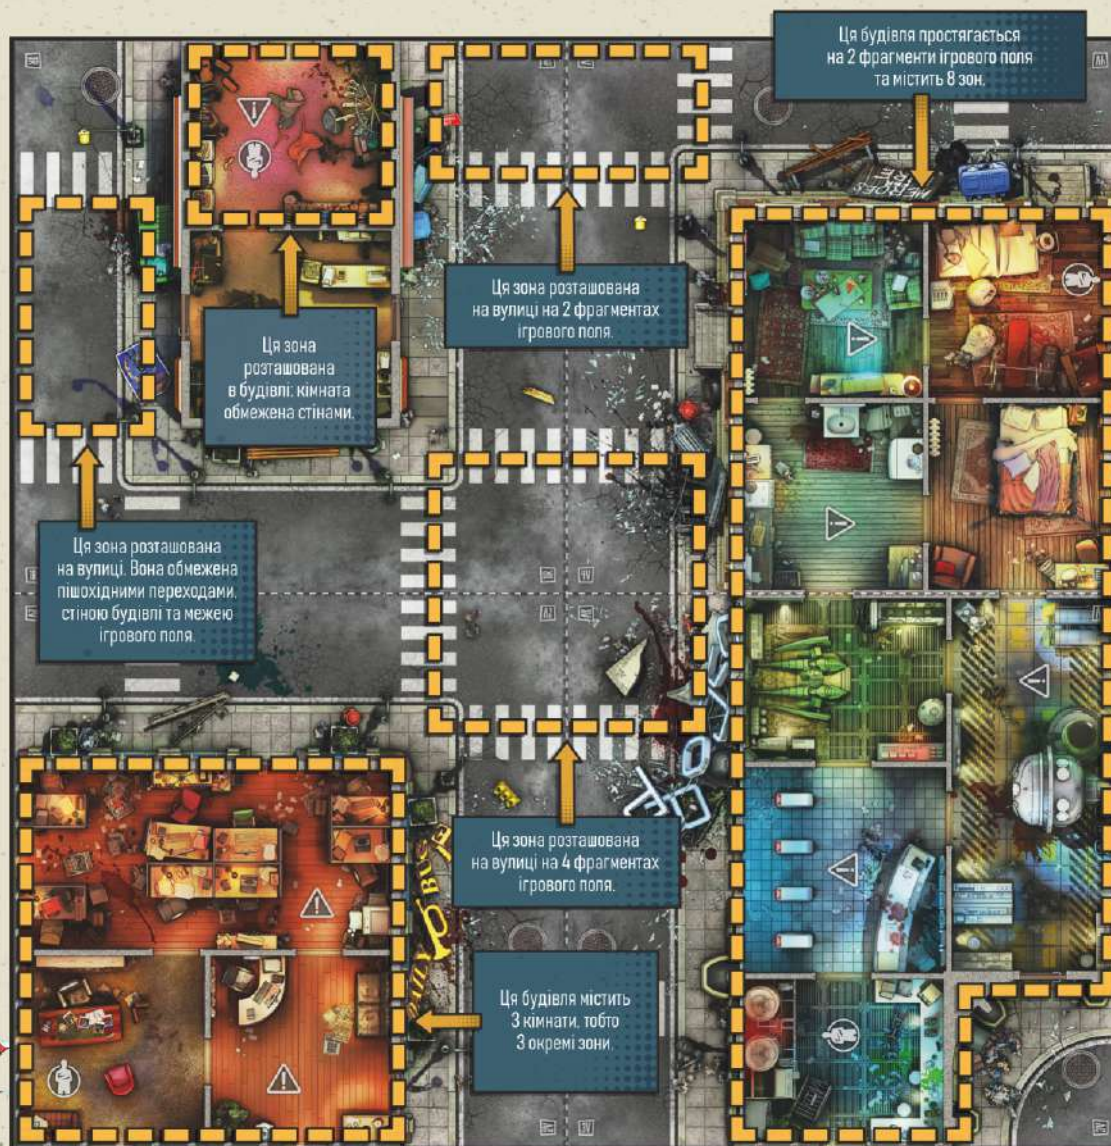 Ця будівля простягається
на 2 фрагменти ігрового поля
та містить 8 зон.
Ця зона розташована
на вулиці на 2 фрагментах
ігрового поля.
Ця зона
розташована
в будівлі: кімната
обмежена стінами.
Ця зона розташована
на вулиці. Вона обмежена
пішохідними переходами,
стіною будівлі та межею
ігрового поля.
Ця зона розташована
на вулиці на 4 фрагментах
ігрового поля.
Ця будівля містить
3 кімнати, тобто
3 окремі зони.